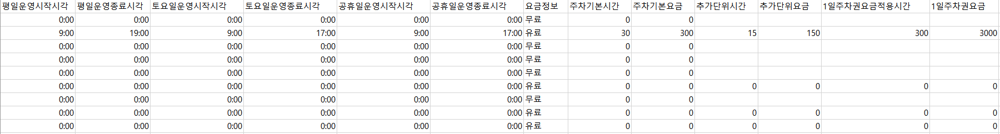 평일운영시작시각 평일운영종료시각 토요일운영시작시각 토요일운영종료시각 공휴일운영시작시각 공휴일운영종료시각 요금정보 주차기본시간 주차기본요금 추가단위시간 추가단위요금 1일주차권요금적용시간 1일주차권요금
0:00 0:00 0:00 0:00 0:00 0:00 무료 0 0
9:00 19:00 9:00 17:00 9:00 17:00 유료 30 300 15 150 300 3000
0:00 0:00 0:00 0:00 0:00 0:00 무료 0 0
0:00 0:00 0:00 0:00 0:00 0:00 무료 0 0
0:00 0:00 0:00 0:00 0:00 0:00 무료 0 0
0:00 0:00 0:00 0:00 0:00 0:00 유료 0 0 0 0 0 0
0:00 0:00 0:00 0:00 0:00 0:00 무료 0 0
0:00 0:00 0:00 0:00 0:00 0:00 유료 0 0 0 0 0 0
0:00 0:00 0:00 0:00 0:00 0:00 유료 0 0 0 0 0 0